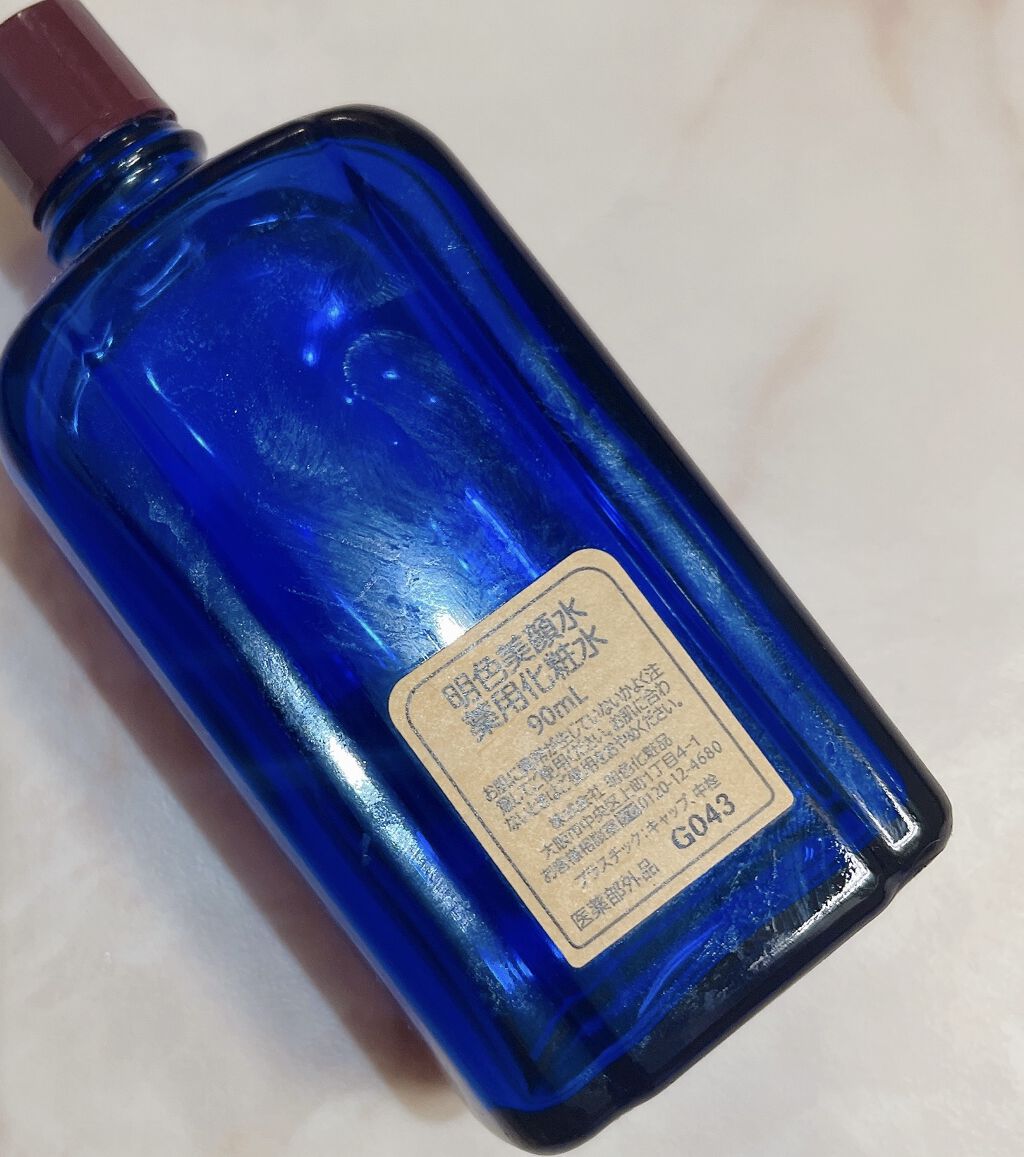 明色美顔水
薬用化粧水
90mL
お肌に異常が生じていないかよく注
意してご使用ください。お肌に合わ
ないときはご使用をおやめください。
株式会社 明色化粧品
大阪市中央区上町1丁目4-1
お客様相談室 0120-12-4680
プラスチック:キャップ、中栓
医薬部外品 G043